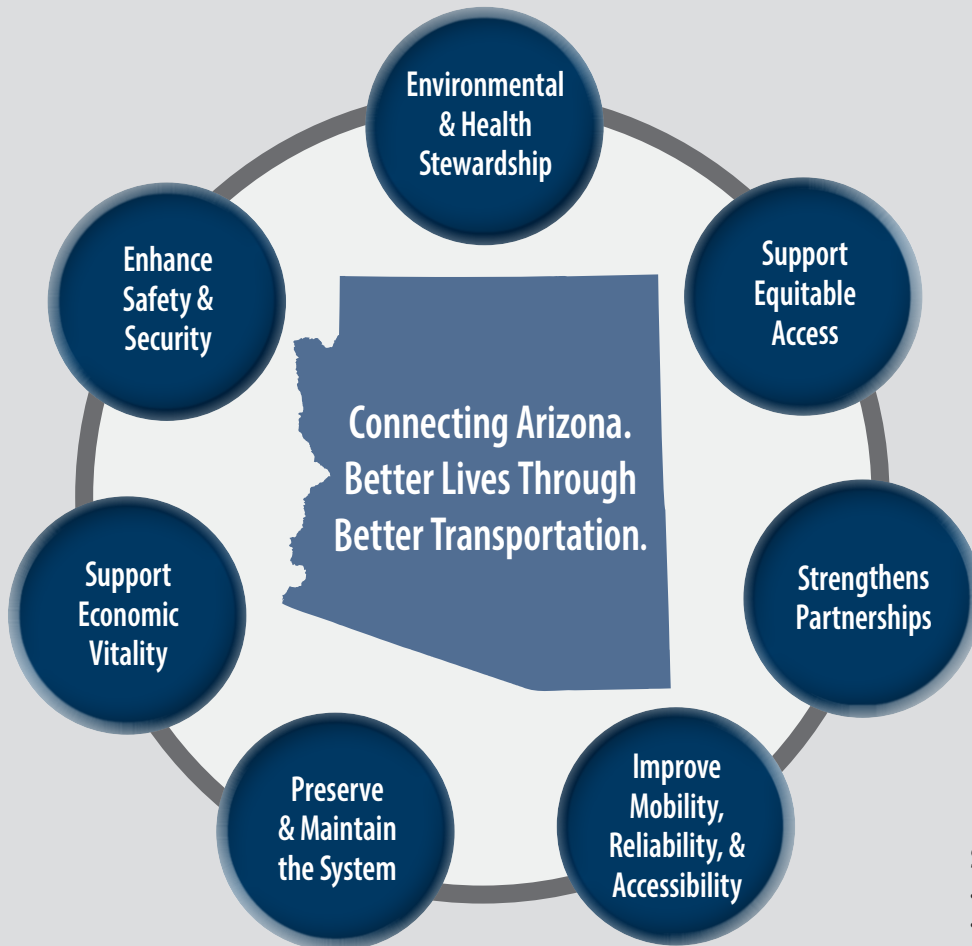 Environmental
& Health
Stewardship
Support
Equitable
Access
Strengthens
Partnerships
Improve
Mobility,
Reliability, &
Accessibility
Preserve
& Maintain
the System
Support
Economic
Vitality
Enhance
Safety &
Security
Connecting Arizona.
Better Lives Through
Better Transportation.